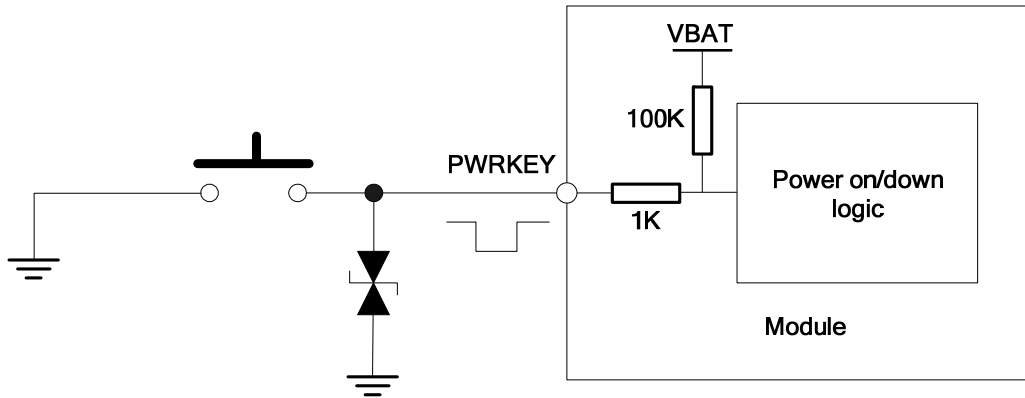 VBAT
100K
PWRKEY
1K
Power on/down
logic
Module